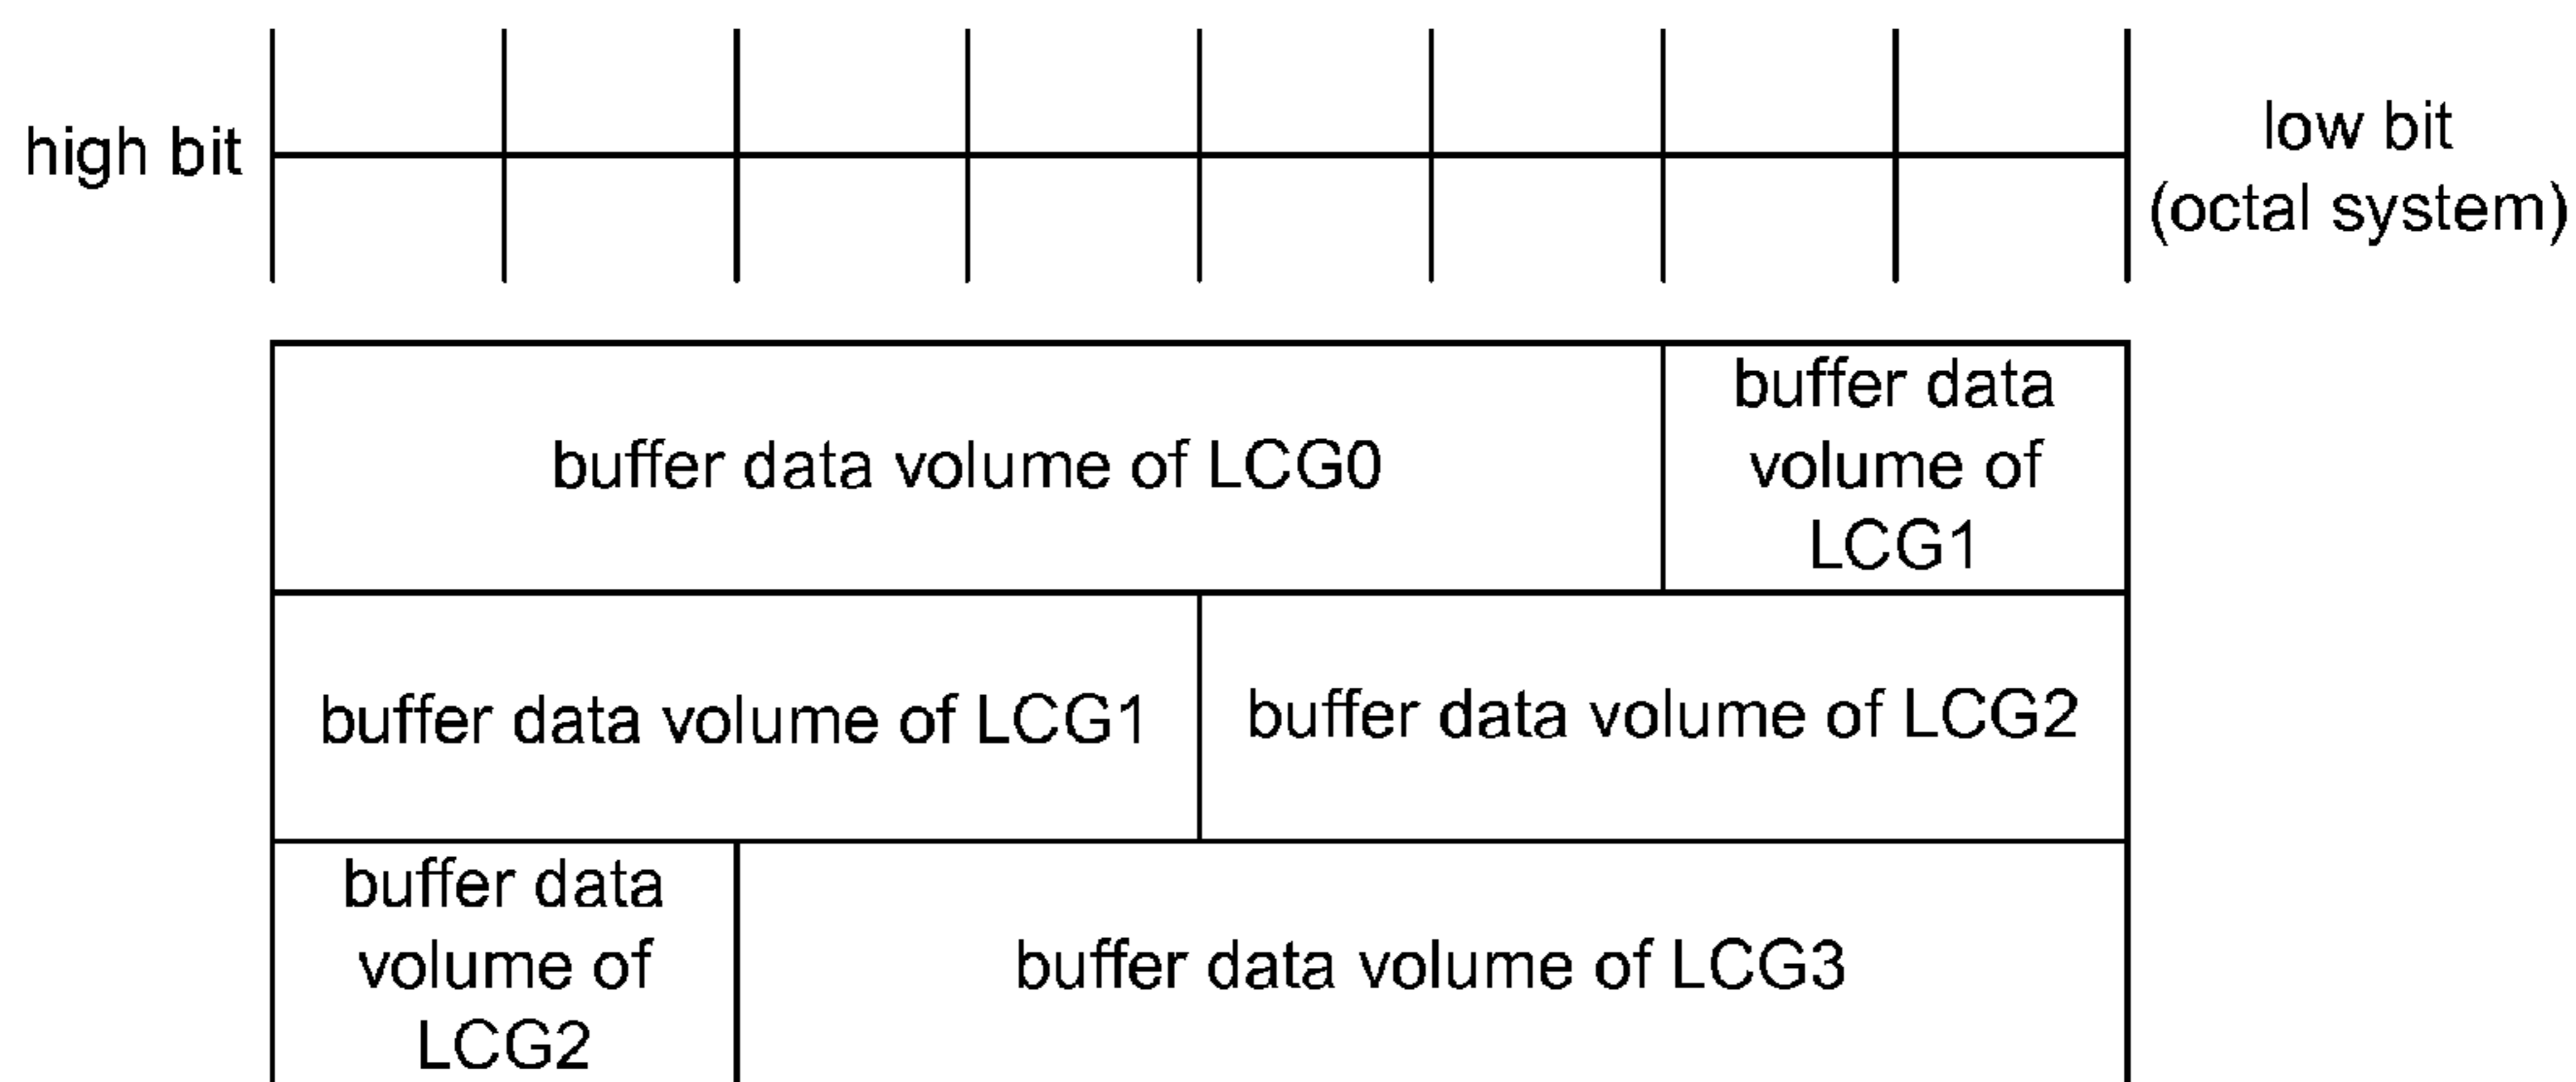 high bit
low bit
(octal system)
buffer data volume of LCG0
buffer data
volume of
LCG1
buffer data volume of LCG1
buffer data volume of LCG2
buffer data
volume of
LCG2
buffer data volume of LCG3